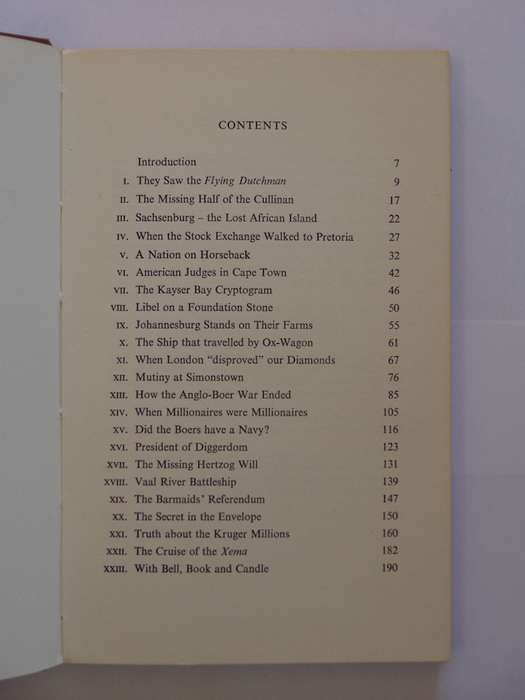 CONTENTS
Introduction 7
I. They Saw the Flying Dutchman 9
II. The Missing Half of the Cullinan 17
III. Sachsenburg – the Lost African Island 22
IV. When the Stock Exchange Walked to Pretoria 27
V. A Nation on Horseback 32
VI. American Judges in Cape Town 42
VII. The Kayser Bay Cryptogram 46
VIII. Libel on a Foundation Stone 50
IX. Johannesburg Stands on Their Farms 55
X. The Ship that travelled by Ox-Wagon 61
XI. When London "disproved" our Diamonds 67
XII. Mutiny at Simonstown 76
XIII. How the Anglo-Boer War Ended 85
XIV. When Millionaires were Millionaires 105
XV. Did the Boers have a Navy? 116
XVI. President of Diggerdom 123
XVII. The Missing Hertzog Will 131
XVIII. Vaal River Battleship 139
XIX. The Barmaids' Referendum 147
XX. The Secret in the Envelope 150
XXI. Truth about the Kruger Millions 160
XXII. The Cruise of the Xema 182
XXIII. With Bell, Book and Candle 190